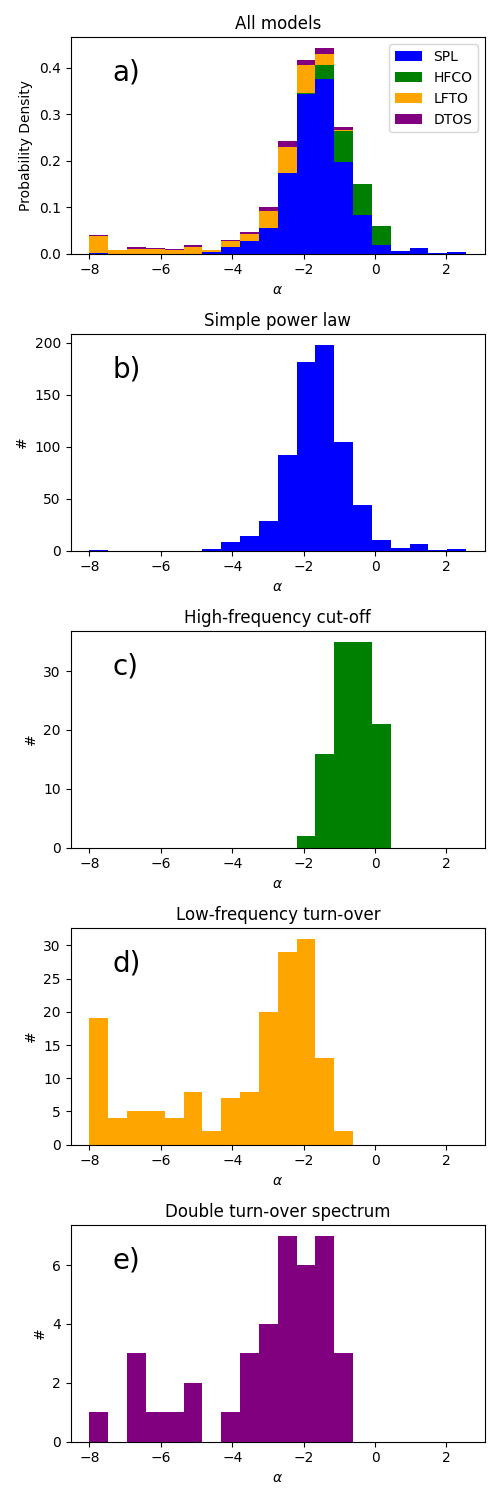 All models
a)
SPL
HFCO
LFTO
DTOS
Probability Density
0.4
0.3
0.2
0.1
0.0
−8 −6 −4 −2 0 2
α
Simple power law
b)
#
200
150
100
50
0
−8 −6 −4 −2 0 2
α
High-frequency cut-off
c)
#
30
20
10
0
−8 −6 −4 −2 0 2
α
Low-frequency turn-over
d)
#
30
25
20
15
10
5
0
−8 −6 −4 −2 0 2
α
Double turn-over spectrum
e)
#
6
4
2
0
−8 −6 −4 −2 0 2
α